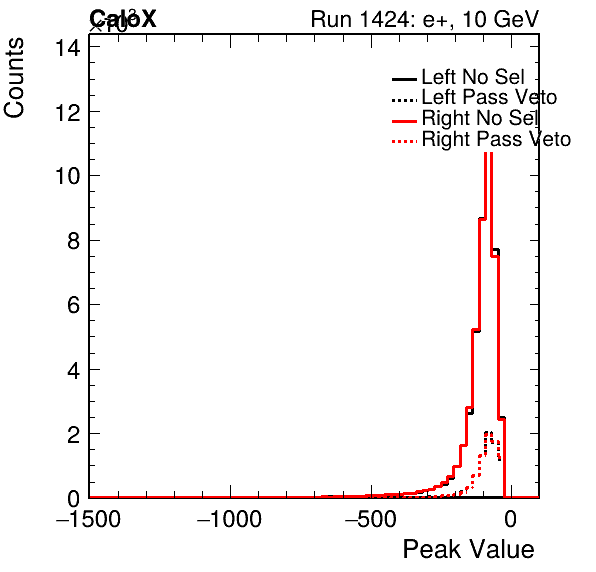 CaloX
×10³
Run 1424: e+, 10 GeV
Counts
14
12
10
8
6
4
2
0
Left No Sel
Left Pass Veto
Right No Sel
Right Pass Veto
−1500
−1000
−500
0
Peak Value